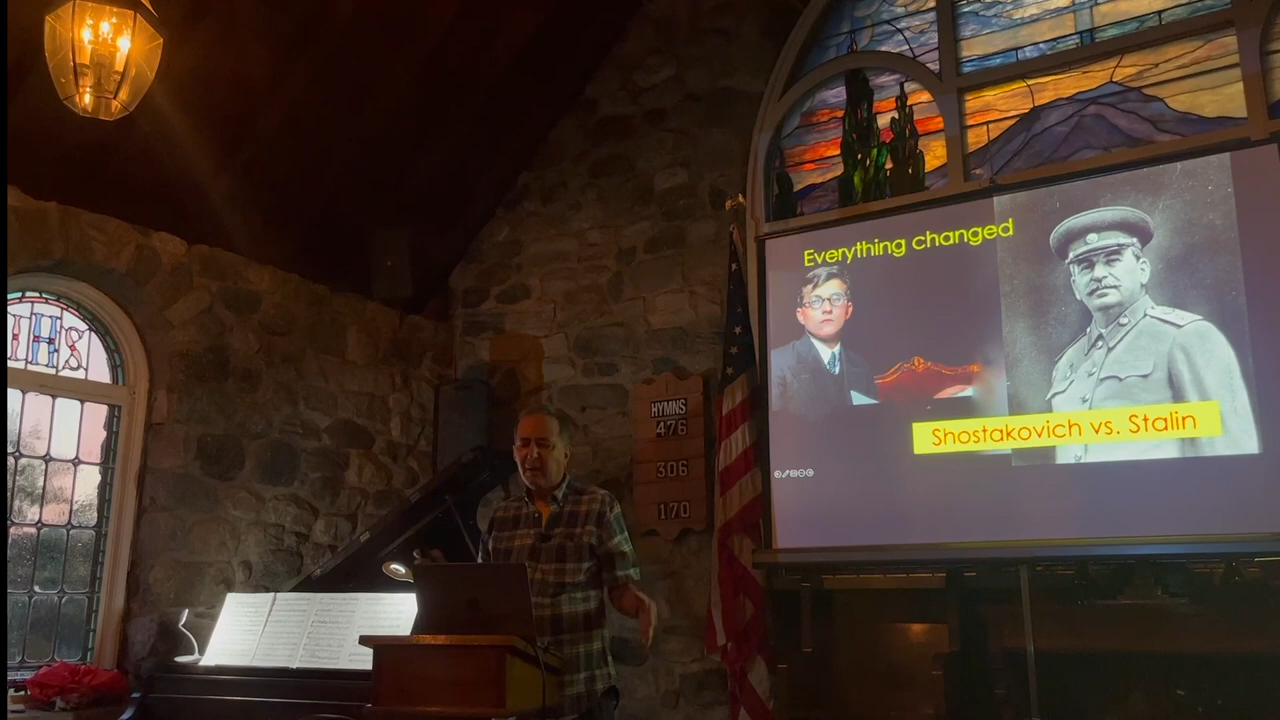 IHS
HYMNS
476
306
170
Everything changed
Shostakovich vs. Stalin